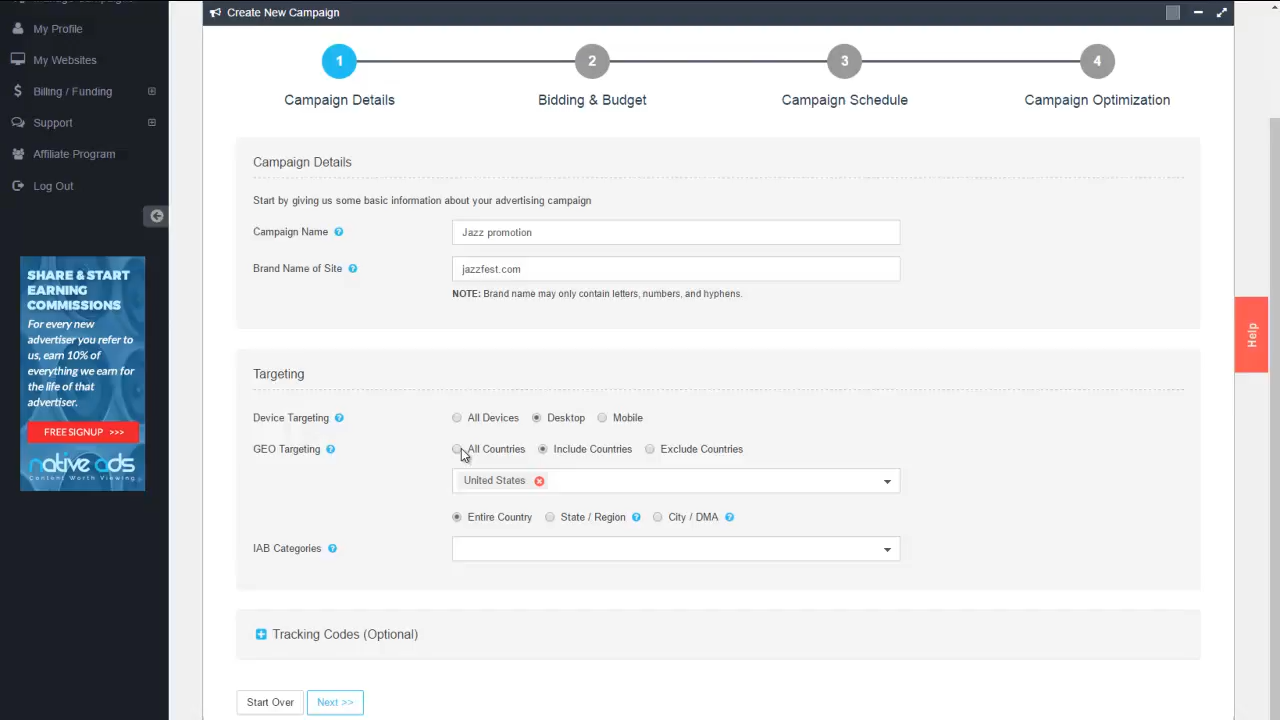 My Profile
My Websites
Billing / Funding
Support
Affiliate Program
Log Out
SHARE & START
EARNING
COMMISSIONS
For every new
advertiser you refer to
us, earn 10% of
everything we earn for
the life of that
advertiser.
FREE SIGNUP >>>
native ads
Content Worth Viewing
Create New Campaign
1
2
3
4
Campaign Details
Bidding & Budget
Campaign Schedule
Campaign Optimization
Campaign Details
Start by giving us some basic information about your advertising campaign
Campaign Name ?
Jazz promotion
Brand Name of Site ?
jazzfest.com
NOTE: Brand name may only contain letters, numbers, and hyphens.
Targeting
Device Targeting ?
All Devices Desktop Mobile
GEO Targeting ?
All Countries Include Countries Exclude Countries
United States
Entire Country State / Region ? City / DMA ?
IAB Categories ?
Tracking Codes (Optional)
Start Over Next >>
Help